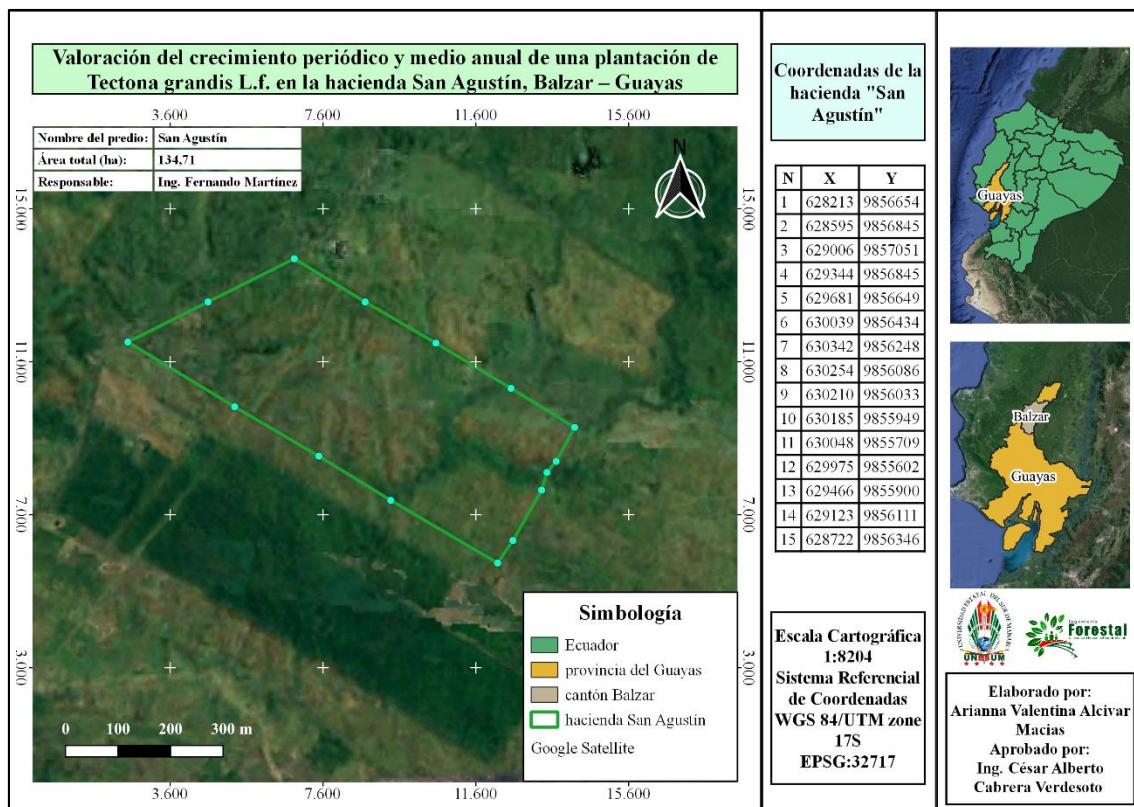 Valoración del crecimiento periódico y medio anual de una plantación de
Tectona grandis L.f. en la hacienda San Agustín, Balzar – Guayas
3.600 7.600 11.600 15.600
Nombre del predio: San Agustín
Área total (ha): 134,71
Responsable: Ing. Fernando Martínez
N
15.000 15.000
11.000 11.000
7.000 7.000
3.000 3.000
Simbología
Ecuador
provincia del Guayas
cantón Balzar
hacienda San Agustín
Google Satellite
0 100 200 300 m
3.600 7.600 11.600 15.600
Coordenadas de la
hacienda "San
Agustín"
N X Y
1 628213 9856654
2 628595 9856845
3 629006 9857051
4 629344 9856845
5 629681 9856649
6 630039 9856434
7 630342 9856248
8 630254 9856086
9 630210 9856033
10 630185 9855949
11 630048 9855709
12 629975 9855602
13 629466 9855900
14 629123 9856111
15 628722 9856346
Escala Cartográfica
1:8204
Sistema Referencial
de Coordenadas
WGS 84/UTM zone
17S
EPSG:32717
Guayas
Balzar
Guayas
UNIVERSIDAD ESTATAL DEL SUR DE MANABÍ
UNESUM
Forestal
Elaborado por:
Arianna Valentina Alcivar
Macias
Aprobado por:
Ing. César Alberto
Cabrera Verdesoto